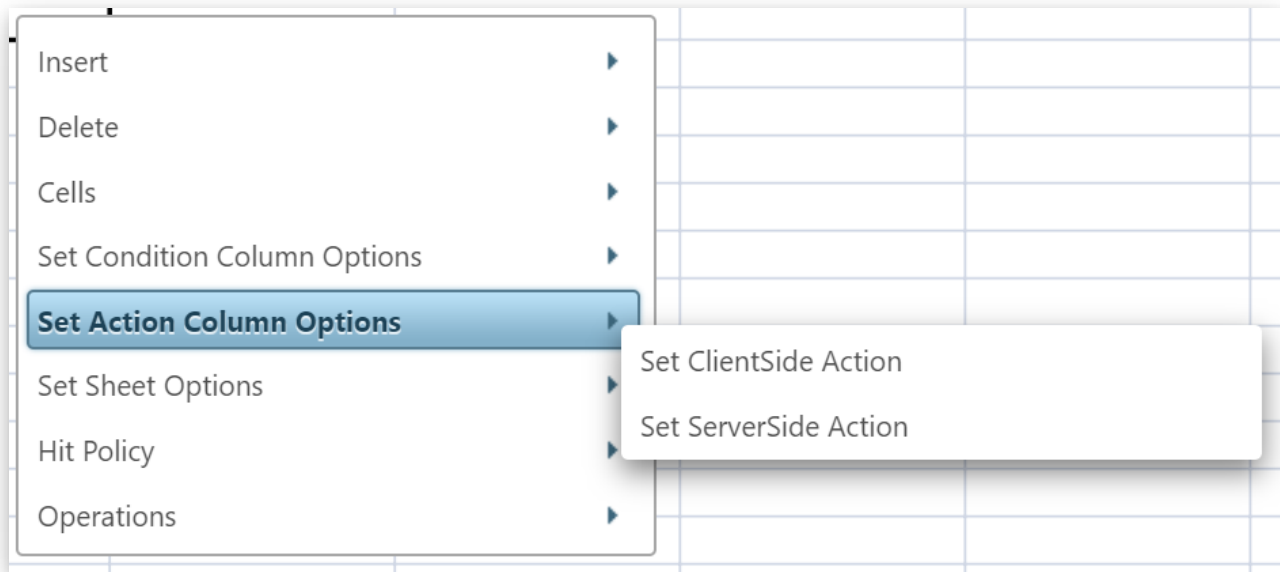 Insert
Delete
Cells
Set Condition Column Options
Set Action Column Options
Set ClientSide Action
Set ServerSide Action
Set Sheet Options
Hit Policy
Operations